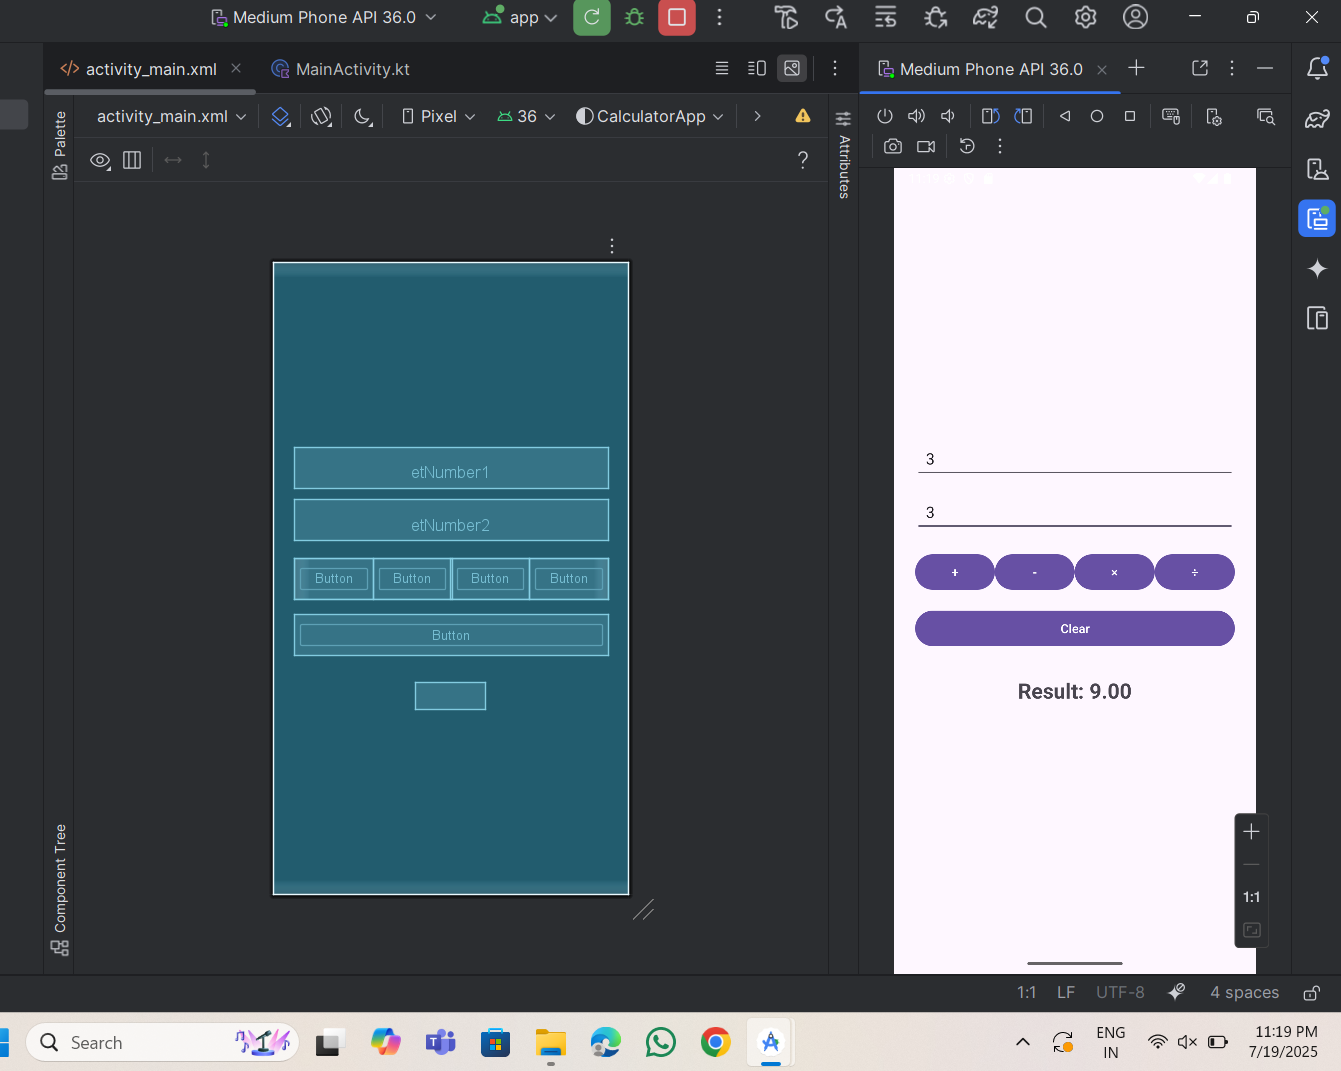 Medium Phone API 36.0
app
activity_main.xml
MainActivity.kt
Medium Phone API 36.0
activity_main.xml
Pixel
36
CalculatorApp
?
Palette
Attributes
Component Tree
etNumber1
etNumber2
Button Button Button Button
Button
3
3
+ - × ÷
Clear
Result: 9.00
1:1
1:1 LF UTF-8 4 spaces
Search
ENG
IN
11:19 PM
7/19/2025